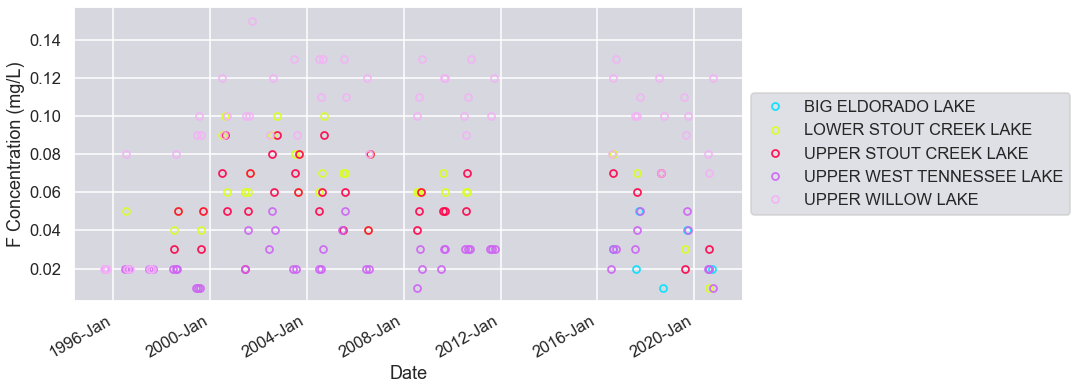 F Concentration (mg/L)
0.14
0.12
0.10
0.08
0.06
0.04
0.02
1996-Jan
2000-Jan
2004-Jan
2008-Jan
2012-Jan
2016-Jan
2020-Jan
Date
BIG ELDORADO LAKE
LOWER STOUT CREEK LAKE
UPPER STOUT CREEK LAKE
UPPER WEST TENNESSEE LAKE
UPPER WILLOW LAKE